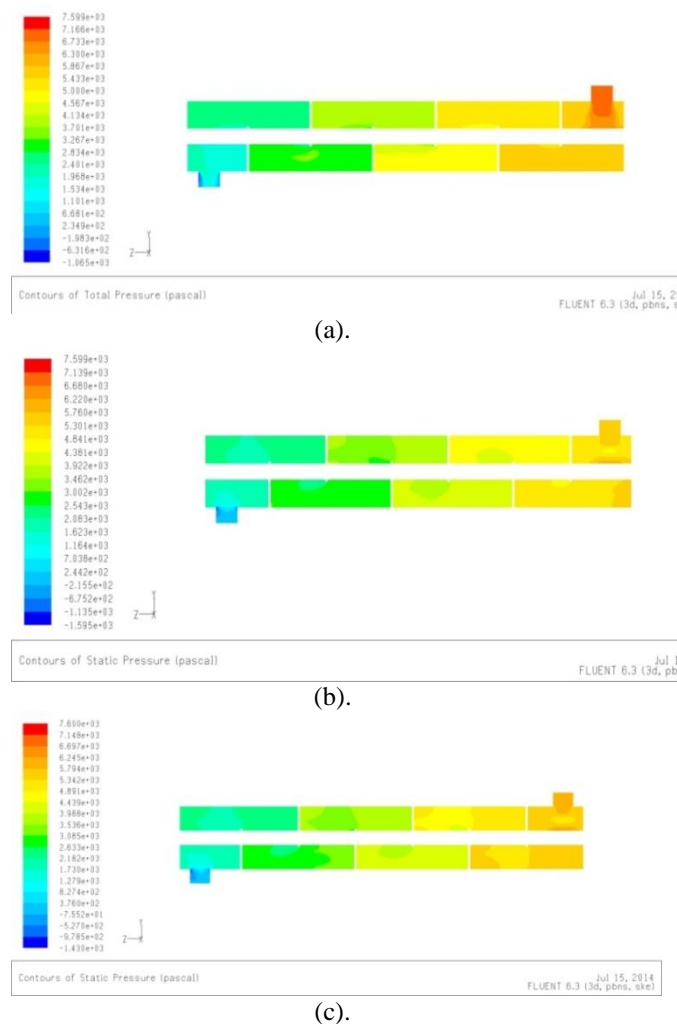 7.599e+03
7.166e+03
6.733e+03
6.300e+03
5.867e+03
5.433e+03
5.000e+03
4.567e+03
4.134e+03
3.701e+03
3.267e+03
2.834e+03
2.401e+03
1.968e+03
1.534e+03
1.101e+03
6.681e+02
2.349e+02
-1.983e+02
-6.316e+02
-1.065e+03
Y
Z X
Contours of Total Pressure (pascal)
Jul 15, 20
FLUENT 6.3 (3d, pbns, s
(a).
7.599e+03
7.139e+03
6.680e+03
6.220e+03
5.760e+03
5.301e+03
4.841e+03
4.381e+03
3.922e+03
3.462e+03
3.002e+03
2.543e+03
2.083e+03
1.623e+03
1.164e+03
7.038e+02
2.442e+02
-2.155e+02
-6.752e+02
-1.135e+03
-1.595e+03
Y
Z X
Contours of Static Pressure (pascal)
Jul 1
FLUENT 6.3 (3d, pb
(b).
7.600e+03
7.148e+03
6.697e+03
6.245e+03
5.794e+03
5.342e+03
4.891e+03
4.439e+03
3.988e+03
3.536e+03
3.085e+03
2.633e+03
2.182e+03
1.730e+03
1.279e+03
8.274e+02
3.760e+02
-7.552e+01
-5.270e+02
-9.785e+02
-1.430e+03
Y
Z X
Contours of Static Pressure (pascal)
Jul 15, 2014
FLUENT 6.3 (3d, pbns, ske)
(c).